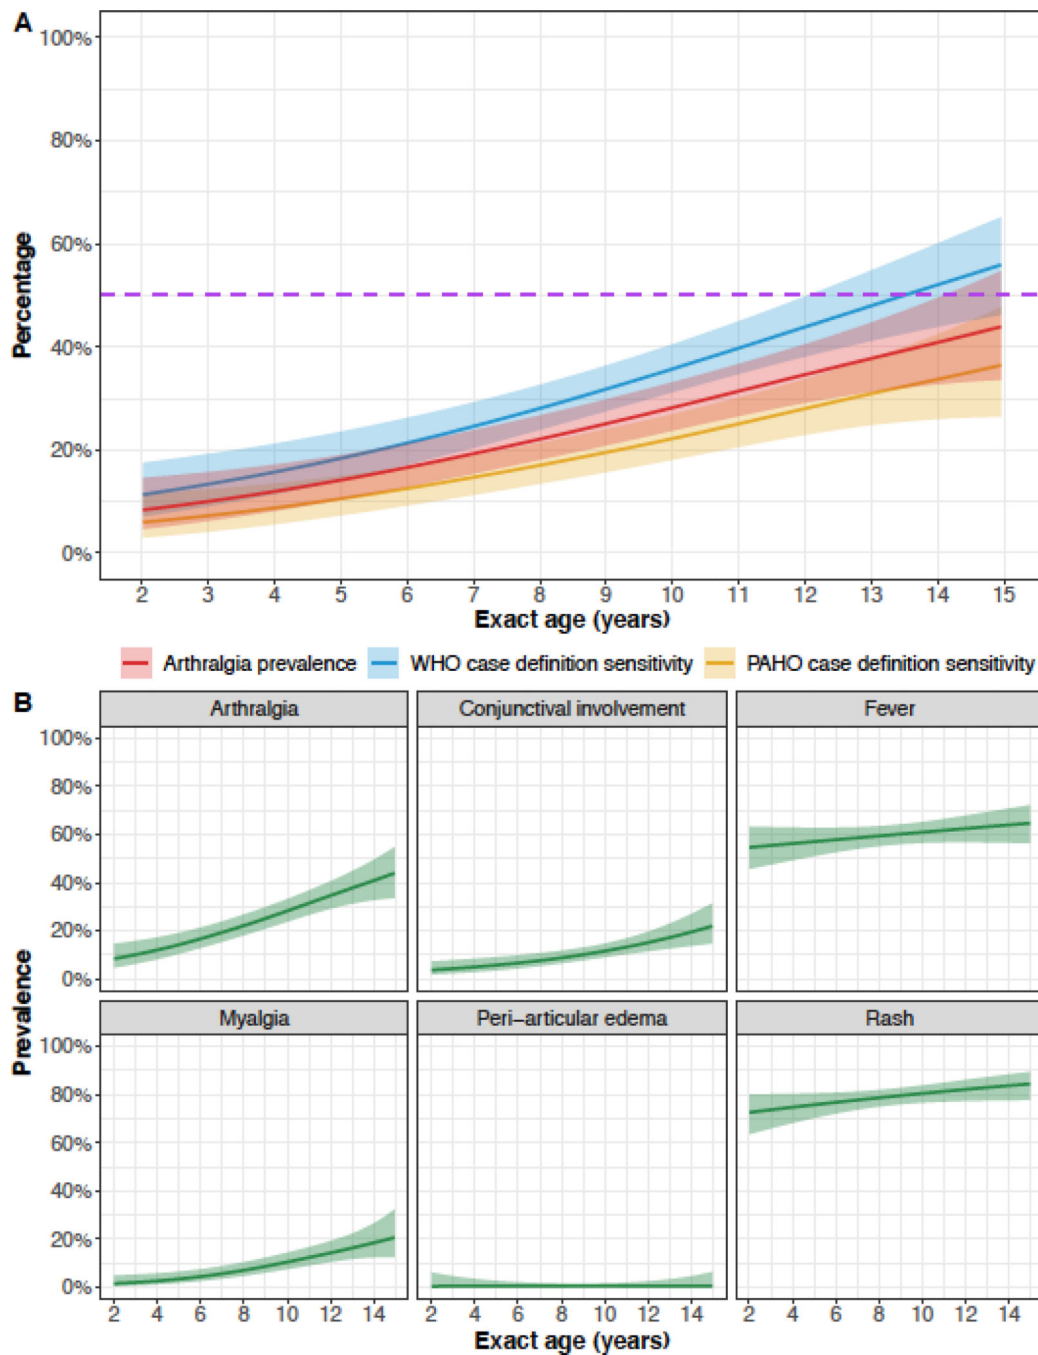 A
100%
80%
60%
40%
20%
0%
Percentage
2 3 4 5 6 7 8 9 10 11 12 13 14 15
Exact age (years)
Arthralgia prevalence WHO case definition sensitivity PAHO case definition sensitivity
B
Arthralgia Conjunctival involvement Fever
100%
80%
60%
40%
20%
0%
Prevalence
Myalgia Peri-articular edema Rash
100%
80%
60%
40%
20%
0%
2 4 6 8 10 12 14 2 4 6 8 10 12 14 2 4 6 8 10 12 14
Exact age (years)